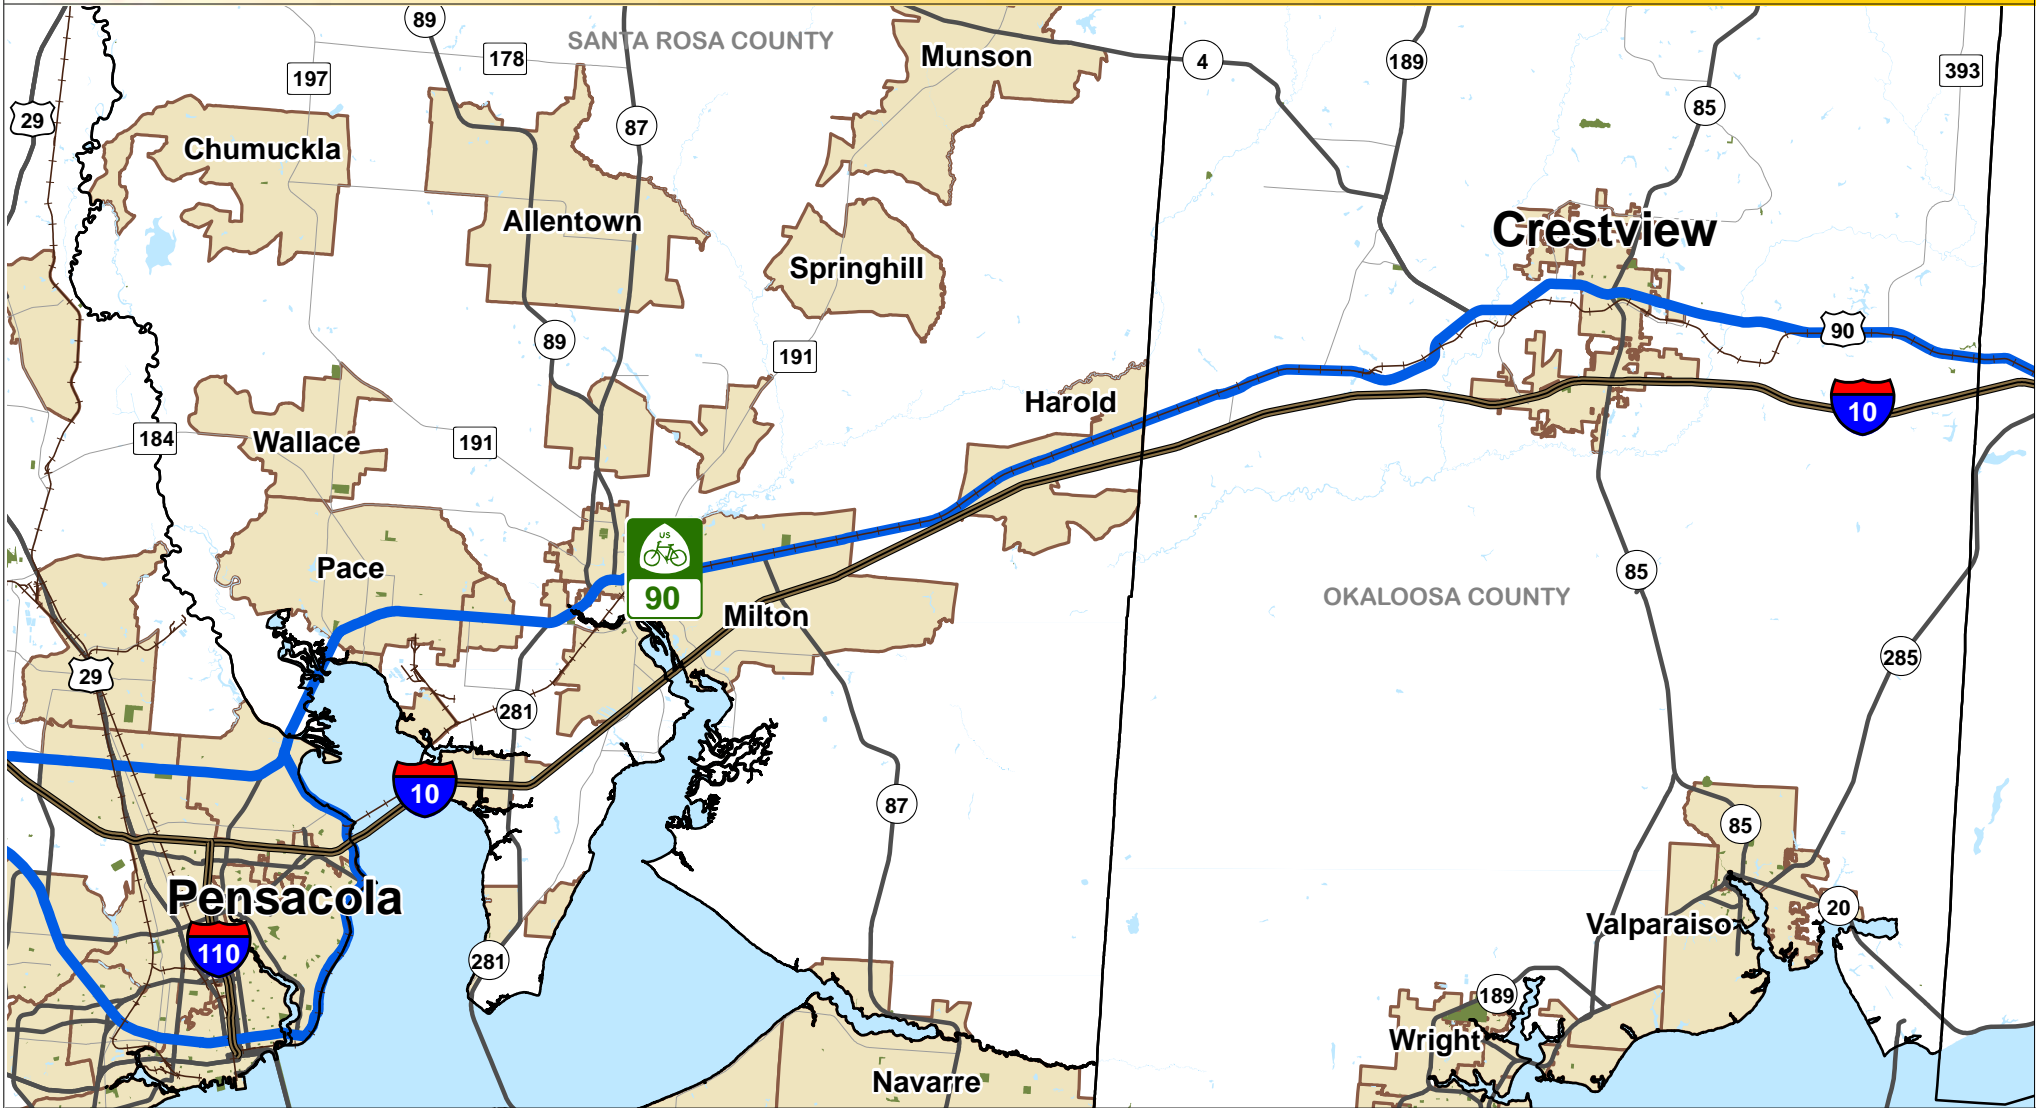 89
SANTA ROSA COUNTY
Munson
178
4
189
393
197
29
87
85
Chumuckla
Allentown
Crestview
Springhill
89
90
191
Harold
10
184
Wallace
191
US
90
Pace
85
OKALOOSA COUNTY
Milton
29
285
281
10
87
85
Pensacola
20
Valparaiso
110
281
189
Wright
Navarre